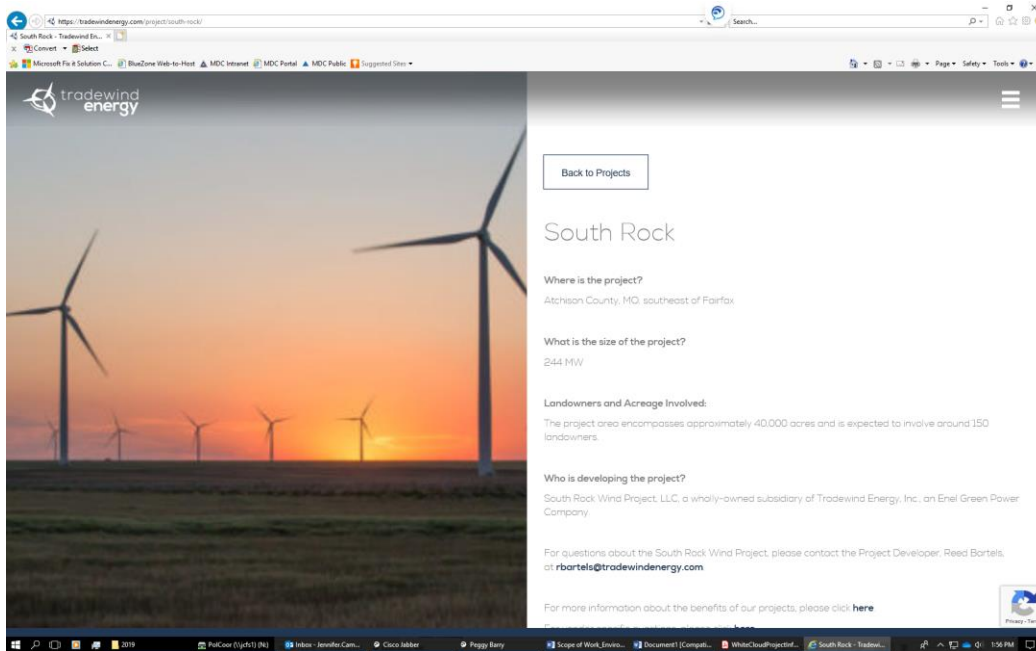 https://tradewindenergy.com/project/south-rock/
Search...
South Rock - Tradewind En...
x Convert Select
Microsoft Fix it Solution C... BlueZone Web-to-Host MDC Intranet MDC Portal MDC Public Suggested Sites
Page Safety Tools
tradewind
energy
Back to Projects
South Rock
Where is the project?
Atchison County, MO, southeast of Fairfax
What is the size of the project?
244 MW
Landowners and Acreage Involved:
The project area encompasses approximately 40,000 acres and is expected to involve around 150
landowners.
Who is developing the project?
South Rock Wind Project, LLC, a wholly-owned subsidiary of Tradewind Energy, Inc., an Enel Green Power
Company
For questions about the South Rock Wind Project, please contact the Project Developer, Reed Bartels,
at rbartels@tradewindenergy.com.
For more information about the benefits of our projects, please click here.
For vendor specific questions, please click here.
2019 PolCoor (\\jcfs1) (N:) Inbox - Jennifer.Cam... Cisco Jabber Peggy Barry Scope of Work_Enviro... Document1 [Compati... WhiteCloudProjectInf... South Rock - Tradewi... 1:56 PM